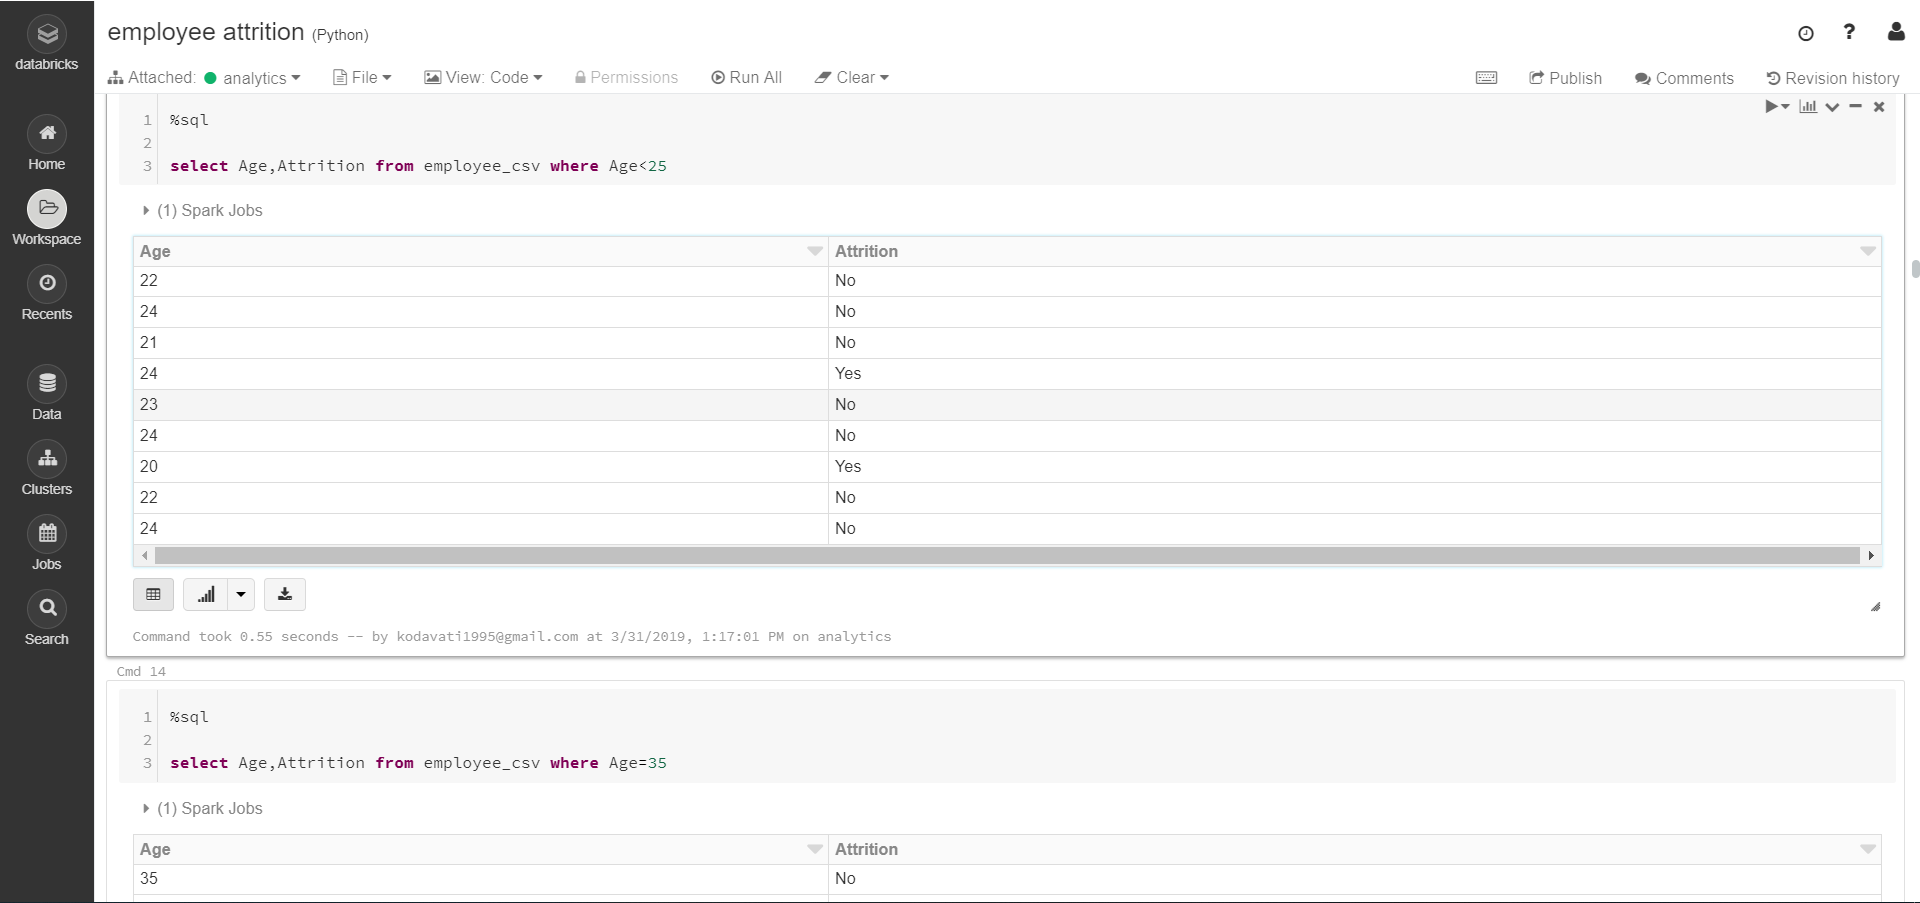 databricks
Home
Workspace
Recents
Data
Clusters
Jobs
Search
employee attrition (Python)
Attached: analytics File View: Code Permissions Run All Clear Publish Comments Revision history
1 %sql
2
3 select Age,Attrition from employee_csv where Age<25
(1) Spark Jobs
Age Attrition
22 No
24 No
21 No
24 Yes
23 No
24 No
20 Yes
22 No
24 No
Command took 0.55 seconds -- by kodavati1995@gmail.com at 3/31/2019, 1:17:01 PM on analytics
Cmd 14
1 %sql
2
3 select Age,Attrition from employee_csv where Age=35
(1) Spark Jobs
Age Attrition
35 No